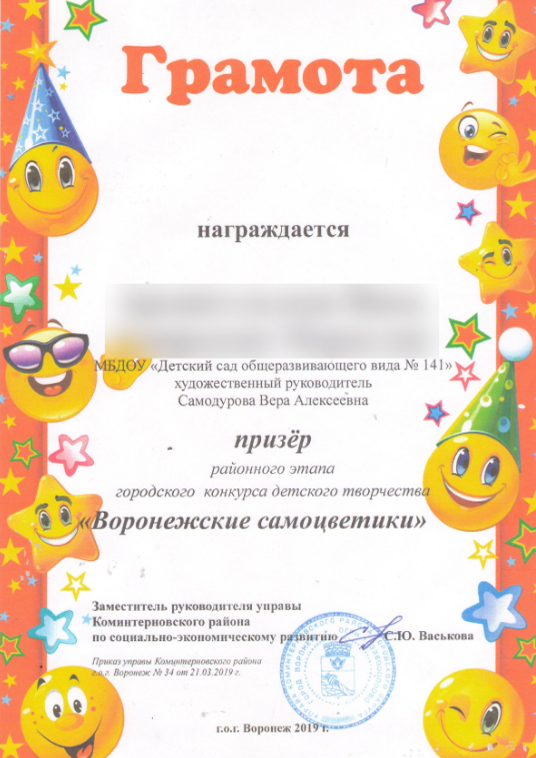 Грамота
награждается
МБДОУ «Детский сад общеразвивающего вида № 141»
художественный руководитель
Самодурова Вера Алексеевна
призёр
районного этапа
городского конкурса детского творчества
«Воронежские самоцветики»
Заместитель руководителя управы
Коминтерновского района
по социально-экономическому развитию С.Ю. Васькова
Приказ управы Коминтерновского района
г.о.г. Воронеж № 34 от 21.03.2019 г.
г.о.г. Воронеж 2019 г.